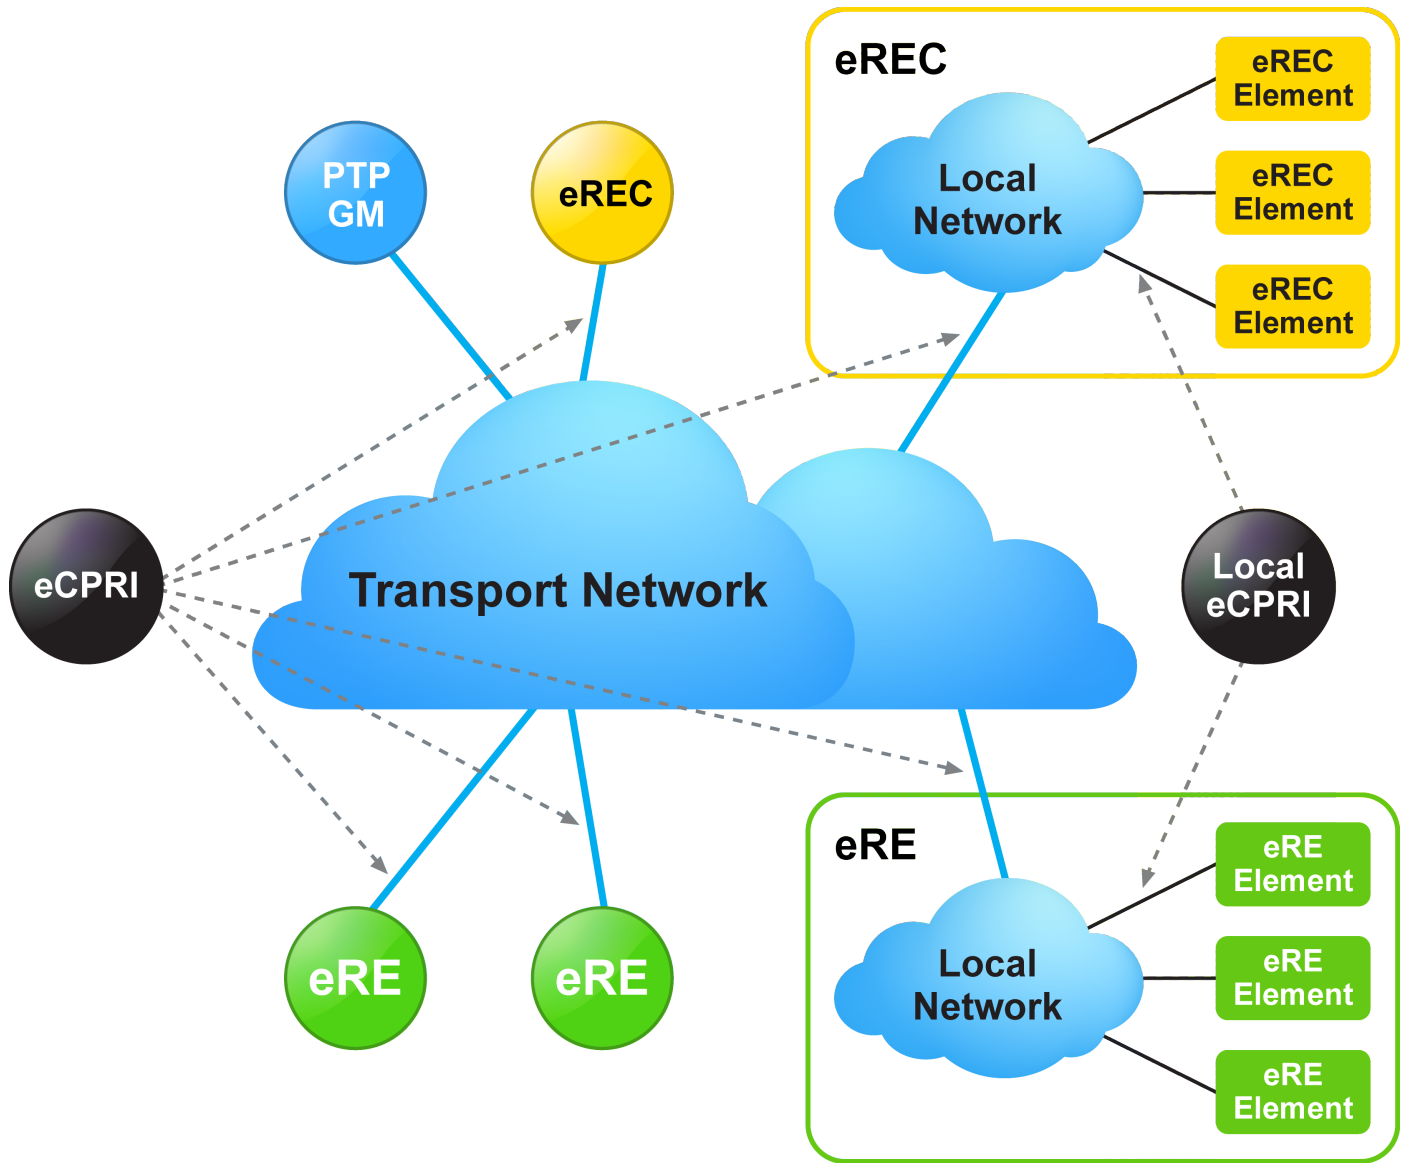 eREC
eREC
Element
PTP
GM
eREC
Local
Network
eREC
Element
eREC
Element
eCPRI
Transport Network
Local
eCPRI
eRE
eRE
Element
eRE
eRE
Local
Network
eRE
Element
eRE
Element